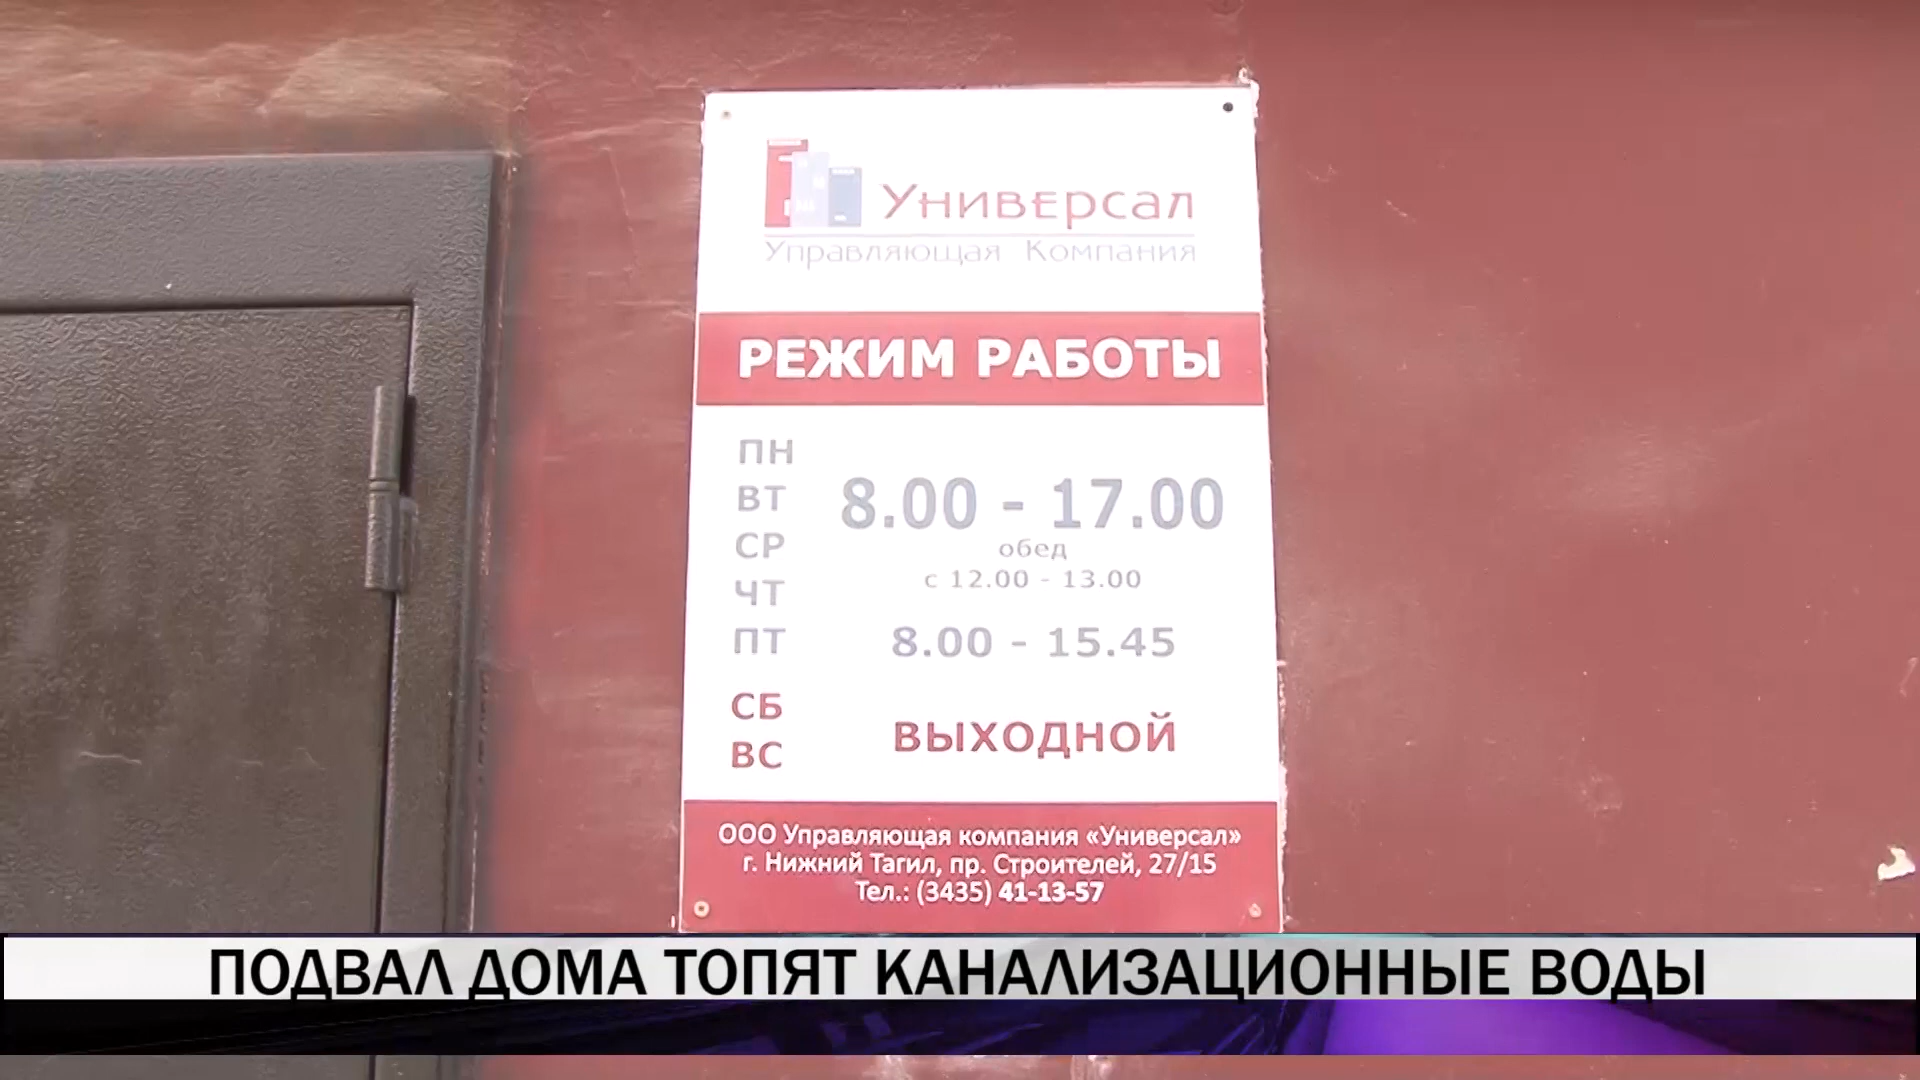 Универсал
Управляющая Компания
РЕЖИМ РАБОТЫ
ПН
ВТ
СР
ЧТ
8.00 - 17.00
обед
с 12.00 - 13.00
ПТ
8.00 - 15.45
СБ
ВС
ВЫХОДНОЙ
ООО Управляющая компания «Универсал»
г. Нижний Тагил, пр. Строителей, 27/15
Тел.: (3435) 41-13-57
ПОДВАЛ ДОМА ТОПЯТ КАНАЛИЗАЦИОННЫЕ ВОДЫ